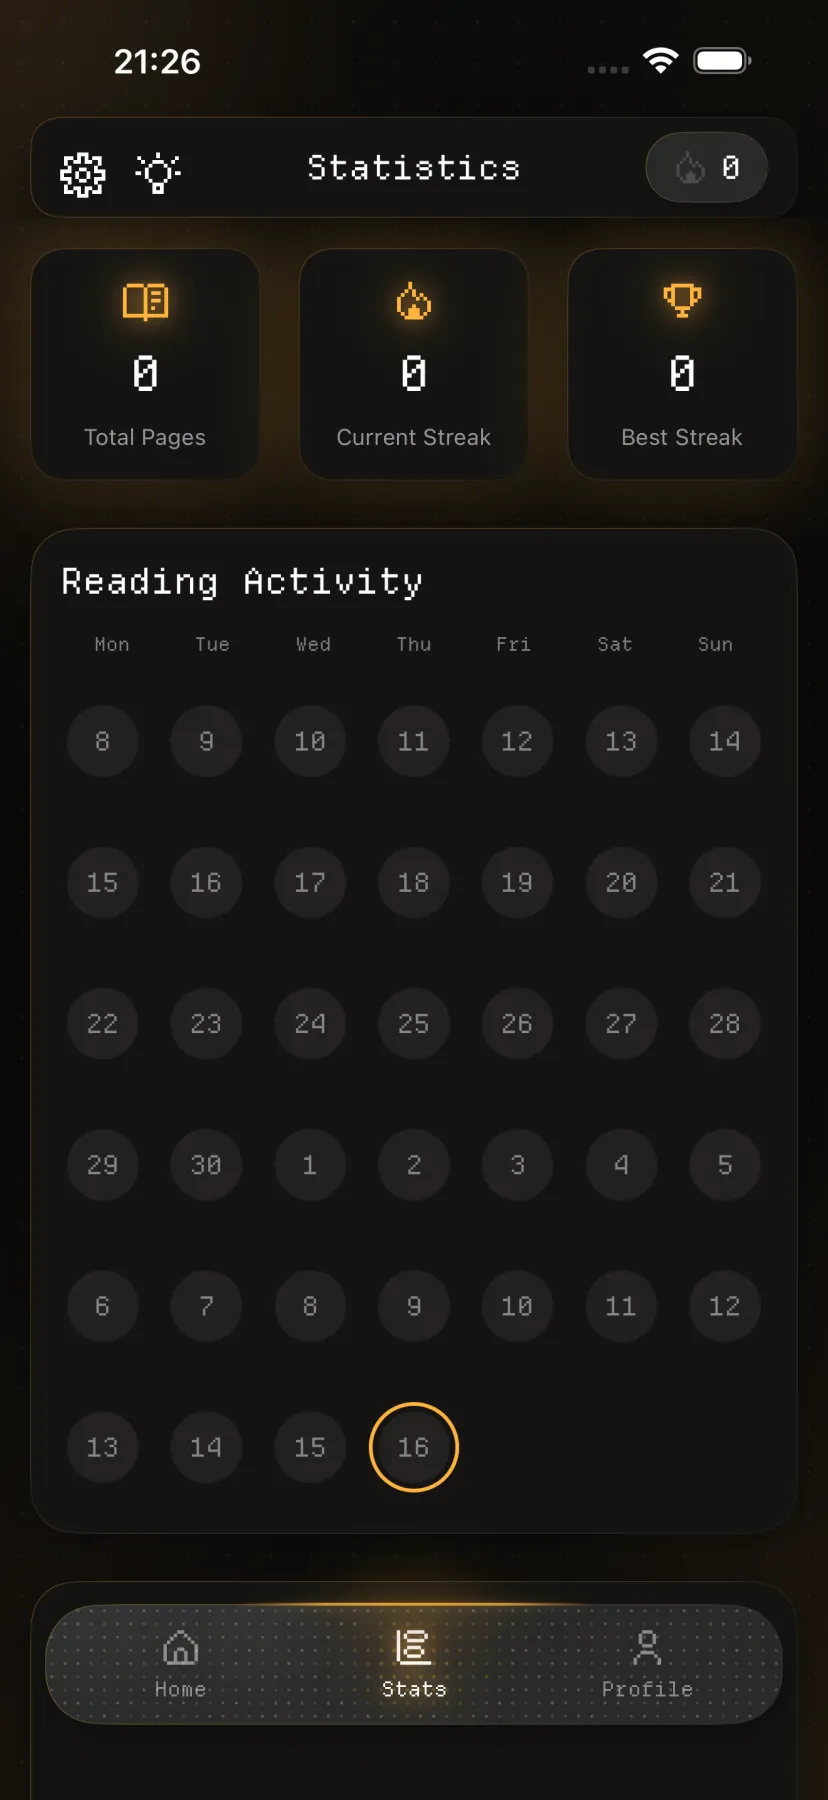 21:26
Statistics 0
0 0 0
Total Pages Current Streak Best Streak
Reading Activity
Mon Tue Wed Thu Fri Sat Sun
8 9 10 11 12 13 14
15 16 17 18 19 20 21
22 23 24 25 26 27 28
29 30 1 2 3 4 5
6 7 8 9 10 11 12
13 14 15 16
Home Stats Profile